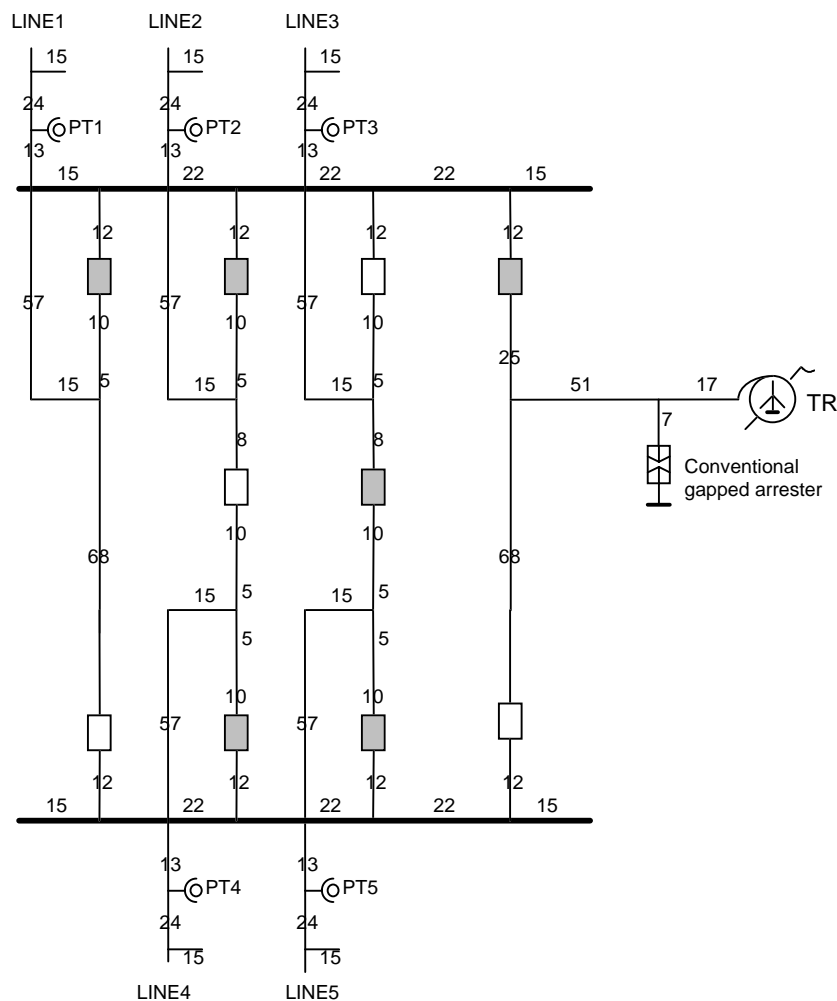 LINE1 LINE2 LINE3
15 15 15
24 24 24
PT1 PT2 PT3
13 13 13
15 22 22 22 15
12 12 12 12
57 57 57
10 10 10
25
15 5 15 5 15 5 51 17
TR
7
8 8
Conventional
gapped arrester
10 10
68 68
15 5 15 5
5 5
10 10
57 57
12 12 12 12
15 22 22 22 15
13 13
PT4 PT5
24 24
15 15
LINE4 LINE5